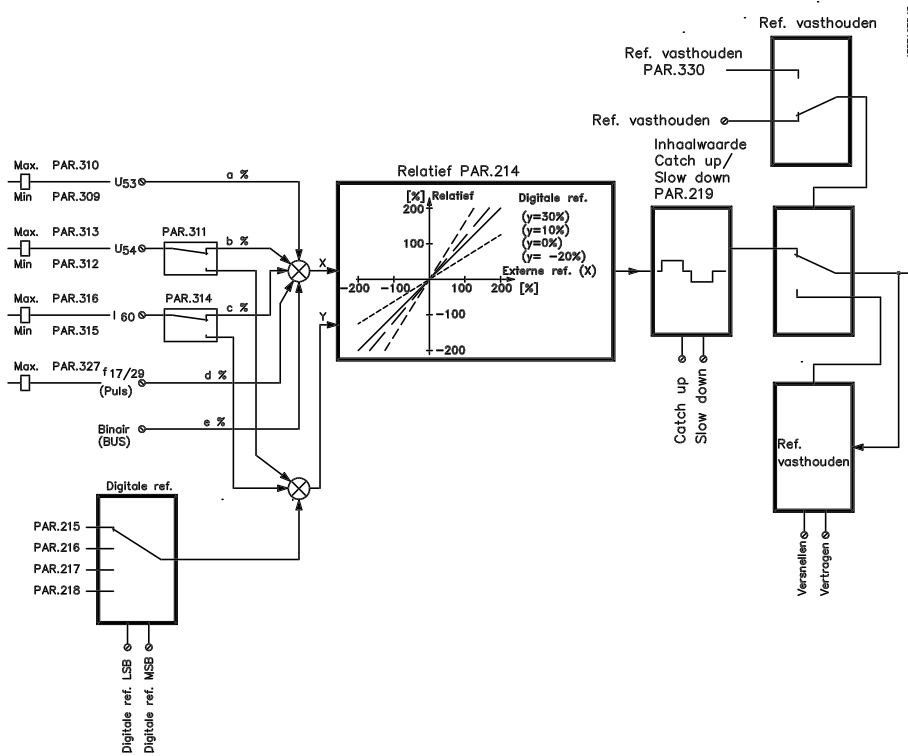 Ref. vasthouden
Ref. vasthouden
PAR.330
Ref. vasthouden
Inhaalwaarde
Catch up/
Slow down
PAR.219
Max. PAR.310
U53
Min PAR.309
a %
Max. PAR.313
U54
Min PAR.312
PAR.311
b %
Max. PAR.316
I 60
Min PAR.315
PAR.314
c %
Max. PAR.327
f 17/29
(Puls)
d %
Binair
(BUS)
e %
X
Y
Relatief PAR.214
[%] Relatief
200
100
-200 -100 100 200
[%]
-100
-200
Digitale ref.
(y=30%)
(y=10%)
(y=0%)
(y= -20%)
Externe ref. (X)
Catch up
Slow down
Ref.
vasthouden
Versnellen
Vertragen
Digitale ref.
PAR.215
PAR.216
PAR.217
PAR.218
Digitale ref. LSB
Digitale ref. MSB